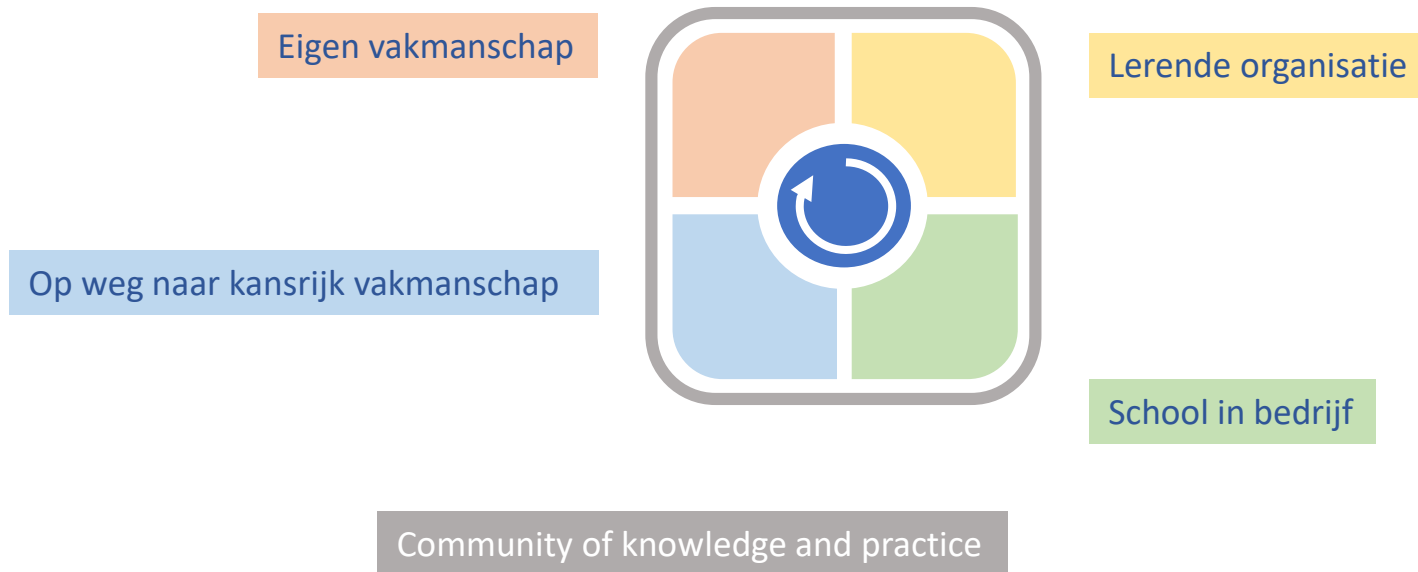 Eigen vakmanschap
Lerende organisatie
Op weg naar kansrijk vakmanschap
School in bedrijf
Community of knowledge and practice